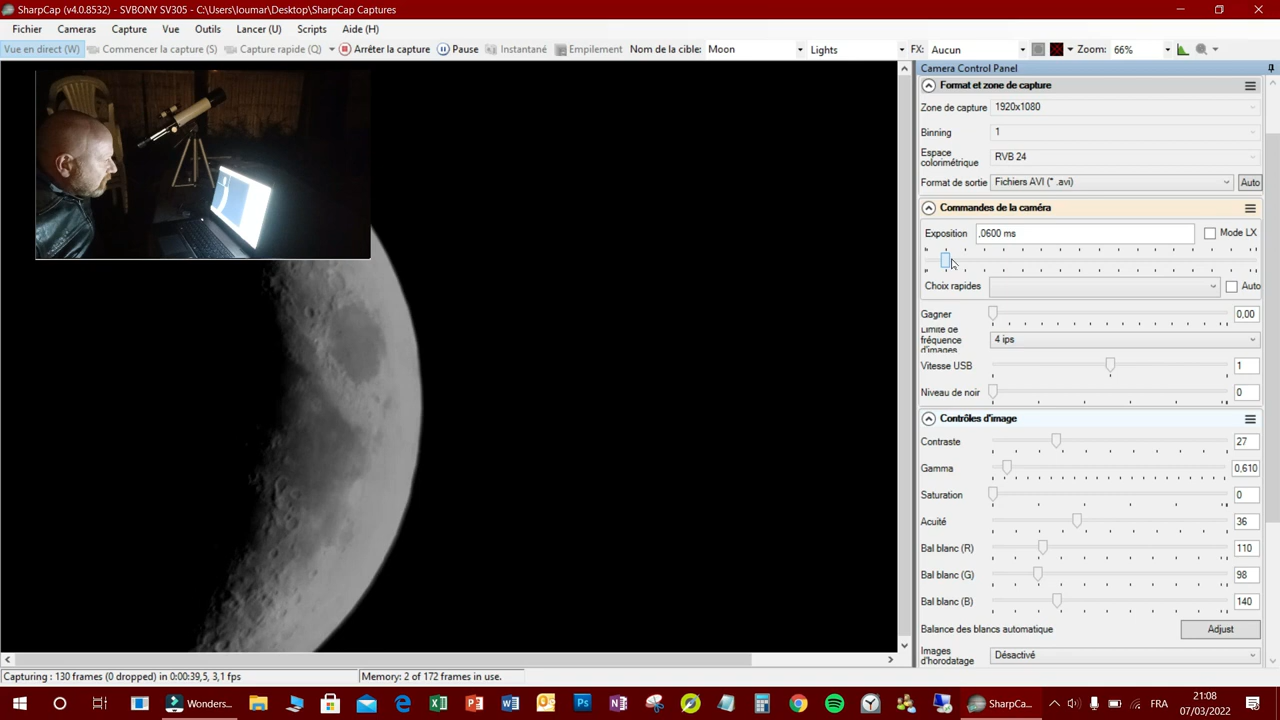 SharpCap (v4.0.8532) - SVBONY SV305 - C:\Users\loumar\Desktop\SharpCap Captures
Fichier Cameras Capture Vue Outils Lancer (U) Scripts Aide (H)
Vue en direct (W) Commencer la capture (S) Capture rapide (Q) Arrêter la capture Pause Instantané Empilement Nom de la cible: Moon Lights FX: Aucun Zoom: 66%
Camera Control Panel
Format et zone de capture
Zone de capture 1920x1080
Binning 1
Espace colorimétrique RVB 24
Format de sortie Fichiers AVI (* .avi) Auto
Commandes de la caméra
Exposition ,0600 ms Mode LX
Choix rapides Auto
Gagner 0,00
Limite de fréquence d'images 4 ips
Vitesse USB 1
Niveau de noir 0
Contrôles d'image
Contraste 27
Gamma 0,610
Saturation 0
Acuité 36
Bal blanc (R) 110
Bal blanc (G) 98
Bal blanc (B) 140
Balance des blancs automatique Adjust
Images d'horodatage Désactivé
Capturing : 130 frames (0 dropped) in 0:00:39,5, 3,1 fps Memory: 2 of 172 frames in use.
Wonders... SharpCa... FRA 21:08
07/03/2022